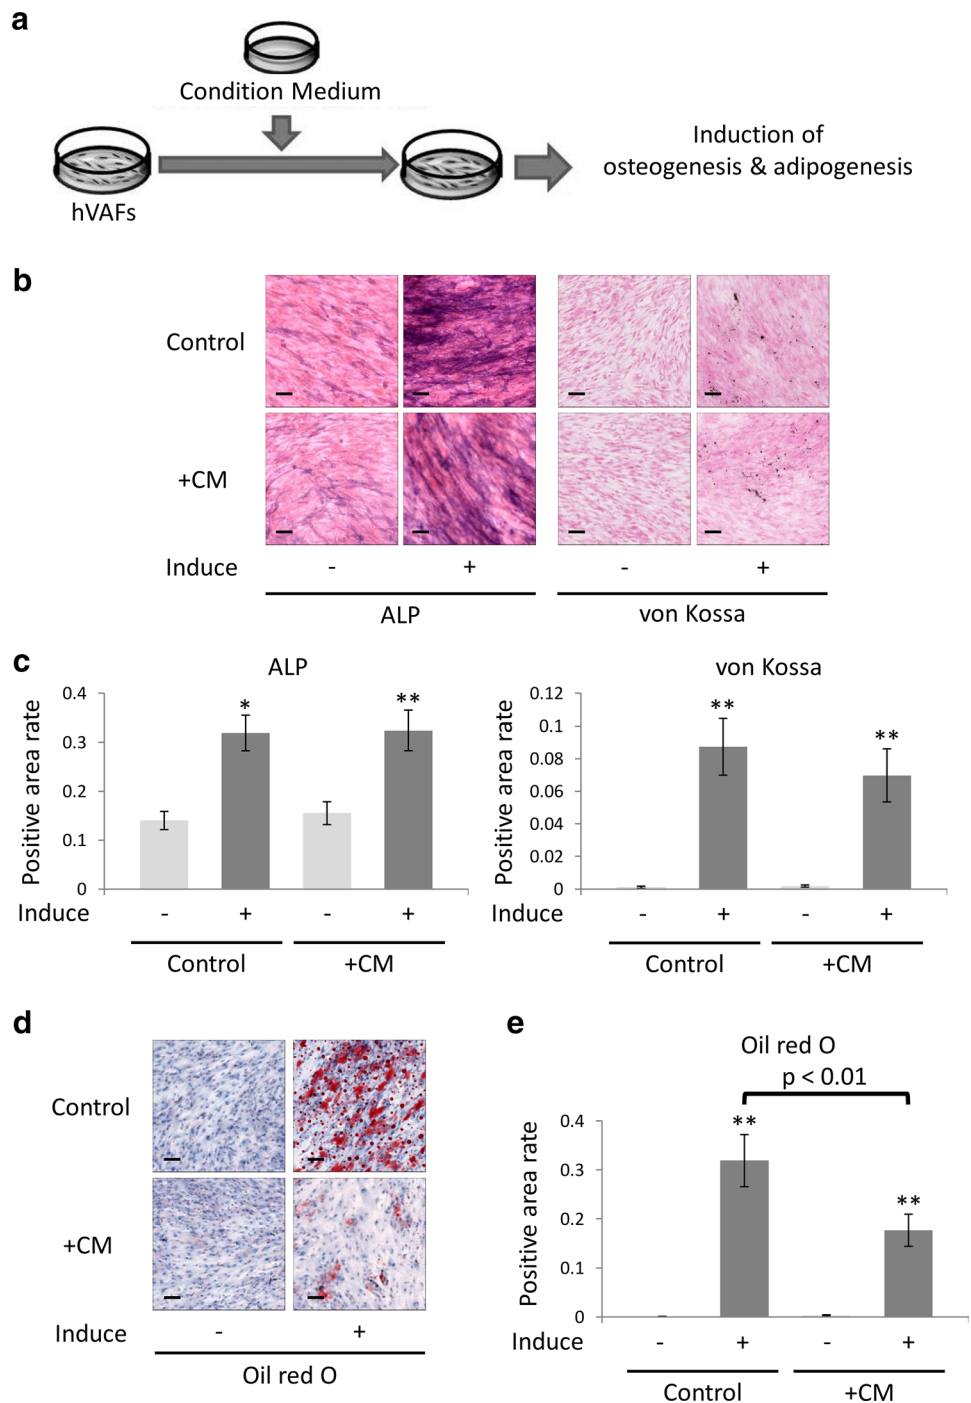 a
Condition Medium
hVAFs
Induction of
osteogenesis & adipogenesis
b
Control
+CM
Induce - + - +
ALP von Kossa
c
ALP
Positive area rate
0.4
0.3
0.2
0.1
0
* **
Induce - + - +
Control +CM
von Kossa
Positive area rate
0.12
0.1
0.08
0.06
0.04
0.02
0
** **
- + - +
Control +CM
d
Control
+CM
Induce - +
Oil red O
e
Oil red O
p < 0.01
Positive area rate
0.4
0.3
0.2
0.1
0
** **
Induce - + - +
Control +CM